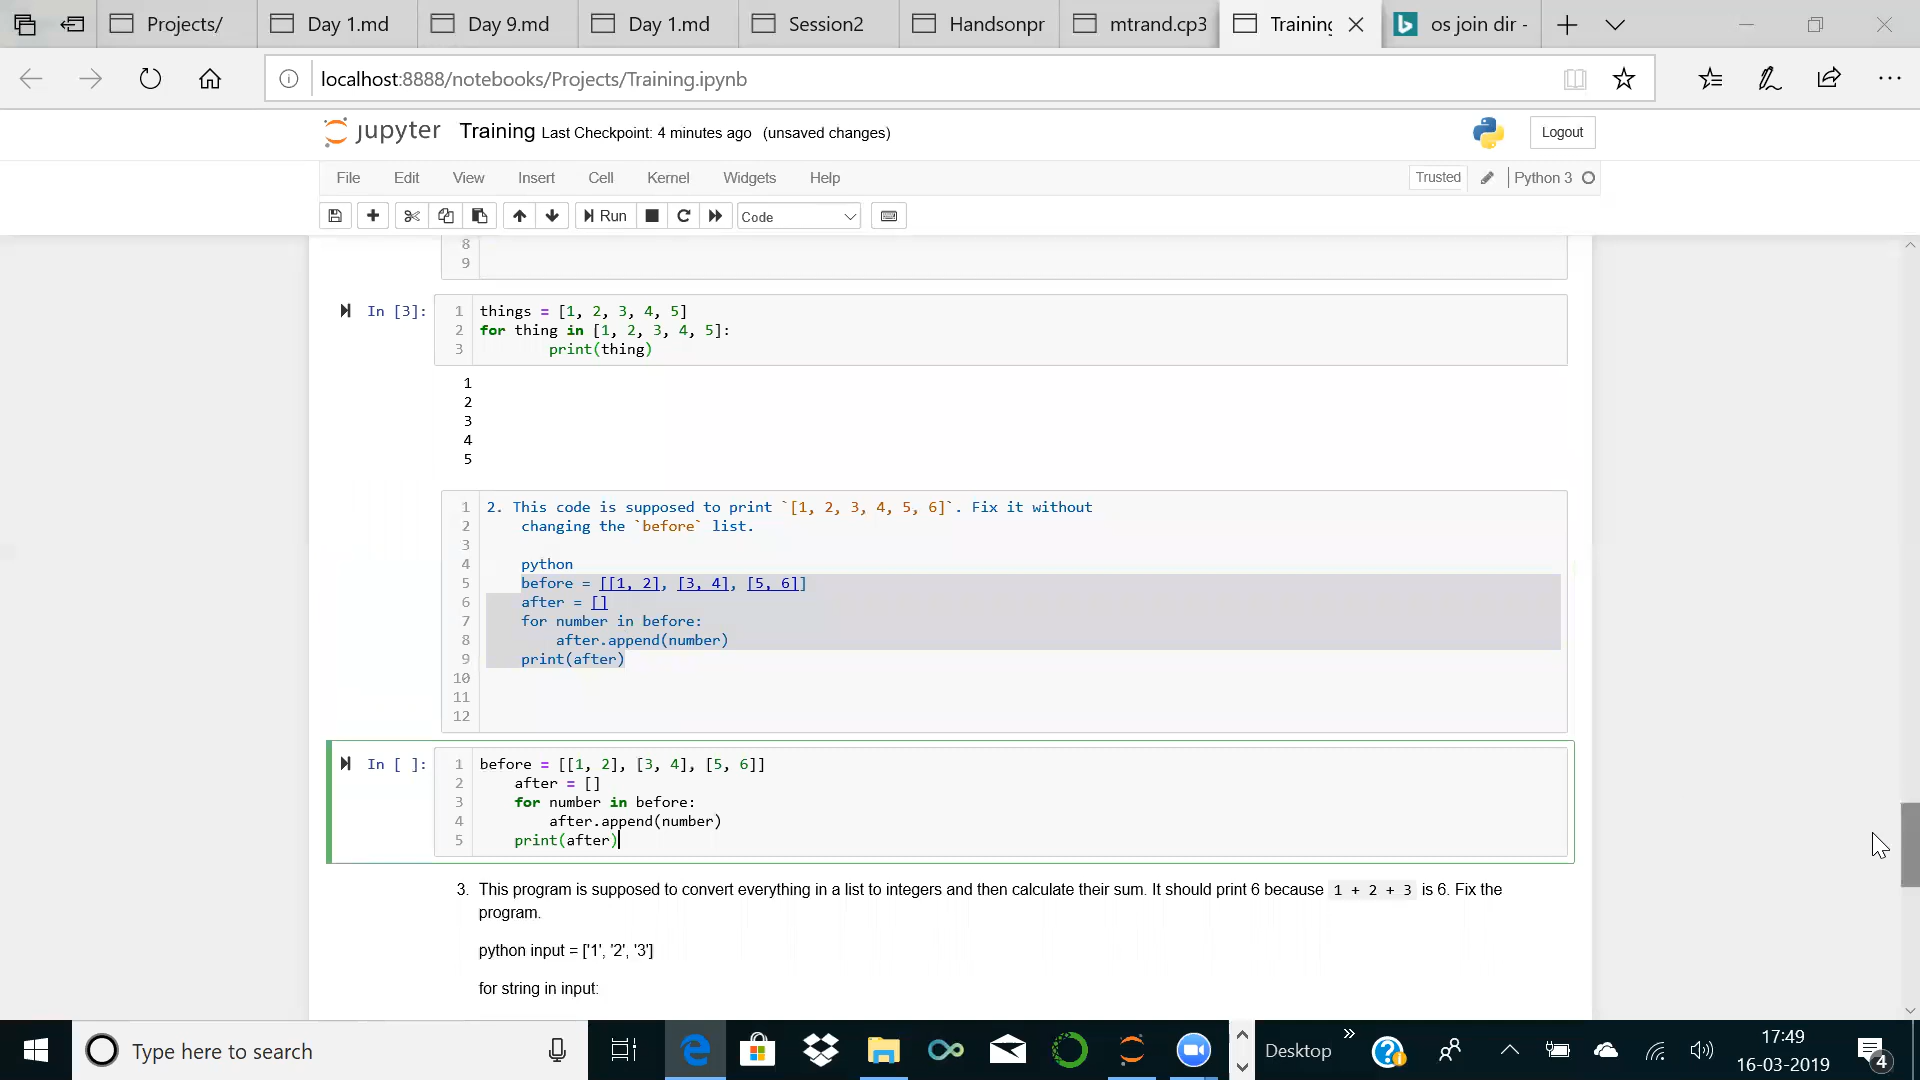 Projects/
Day 1.md
Day 9.md
Day 1.md
Session2
Handsonpr
mtrand.cp3
Training
os join dir -
localhost:8888/notebooks/Projects/Training.ipynb
jupyter Training Last Checkpoint: 4 minutes ago (unsaved changes)
Logout
File Edit View Insert Cell Kernel Widgets Help
Trusted
Python 3
Run
Code
8
9
In [3]:
1 things = [1, 2, 3, 4, 5]
2 for thing in [1, 2, 3, 4, 5]:
3 print(thing)
1
2
3
4
5
1 2. This code is supposed to print `[1, 2, 3, 4, 5, 6]`. Fix it without
2 changing the `before` list.
3
4 python
5 before = [[1, 2], [3, 4], [5, 6]]
6 after = []
7 for number in before:
8 after.append(number)
9 print(after)
10
11
12
In [ ]:
1 before = [[1, 2], [3, 4], [5, 6]]
2 after = []
3 for number in before:
4 after.append(number)
5 print(after)
3. This program is supposed to convert everything in a list to integers and then calculate their sum. It should print 6 because 1 + 2 + 3 is 6. Fix the
program.
python input = ['1', '2', '3']
for string in input:
Type here to search
Desktop
17:49
16-03-2019
4